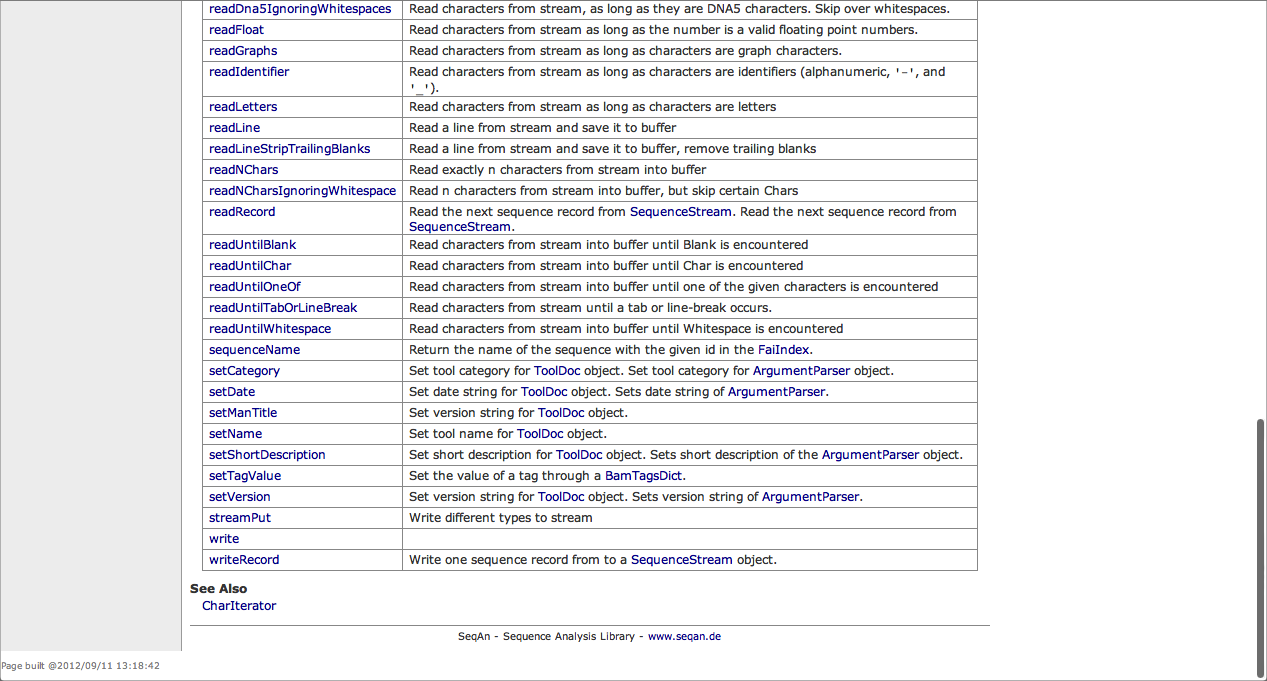 readDna5IgnoringWhitespaces Read characters from stream, as long as they are DNA5 characters. Skip over whitespaces.
readFloat Read characters from stream as long as the number is a valid floating point numbers.
readGraphs Read characters from stream as long as characters are graph characters.
readIdentifier Read characters from stream as long as characters are identifiers (alphanumeric, '-', and
'_').
readLetters Read characters from stream as long as characters are letters
readLine Read a line from stream and save it to buffer
readLineStripTrailingBlanks Read a line from stream and save it to buffer, remove trailing blanks
readNChars Read exactly n characters from stream into buffer
readNCharsIgnoringWhitespace Read n characters from stream into buffer, but skip certain Chars
readRecord Read the next sequence record from SequenceStream. Read the next sequence record from
SequenceStream.
readUntilBlank Read characters from stream into buffer until Blank is encountered
readUntilChar Read characters from stream into buffer until Char is encountered
readUntilOneOf Read characters from stream into buffer until one of the given characters is encountered
readUntilTabOrLineBreak Read characters from stream until a tab or line-break occurs.
readUntilWhitespace Read characters from stream into buffer until Whitespace is encountered
sequenceName Return the name of the sequence with the given id in the FaiIndex.
setCategory Set tool category for ToolDoc object. Set tool category for ArgumentParser object.
setDate Set date string for ToolDoc object. Sets date string of ArgumentParser.
setManTitle Set version string for ToolDoc object.
setName Set tool name for ToolDoc object.
setShortDescription Set short description for ToolDoc object. Sets short description of the ArgumentParser object.
setTagValue Set the value of a tag through a BamTagsDict.
setVersion Set version string for ToolDoc object. Sets version string of ArgumentParser.
streamPut Write different types to stream
write
writeRecord Write one sequence record from to a SequenceStream object.
See Also
CharIterator
SeqAn - Sequence Analysis Library - www.seqan.de
Page built @2012/09/11 13:18:42